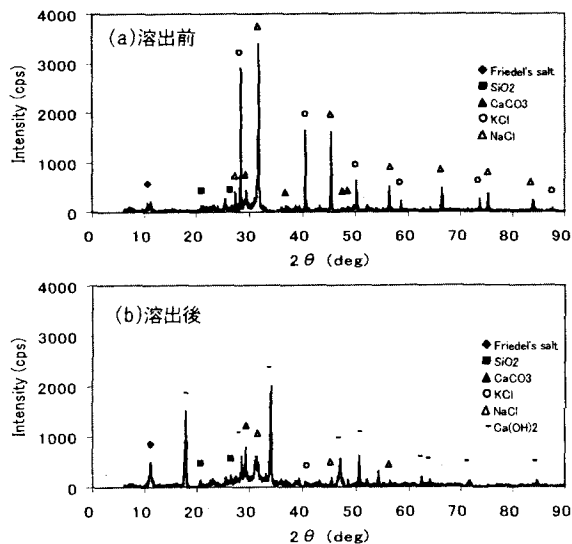 (a)溶出前
Intensity (cps)
4000
3000
2000
1000
0
Friedel's salt
SiO2
CaCO3
KCl
NaCl
0 10 20 30 40 50 60 70 80 90
2 θ (deg)
(b)溶出後
Intensity (cps)
4000
3000
2000
1000
0
Friedel's salt
SiO2
CaCO3
KCl
NaCl
Ca(OH)2
0 10 20 30 40 50 60 70 80 90
2 θ (deg)